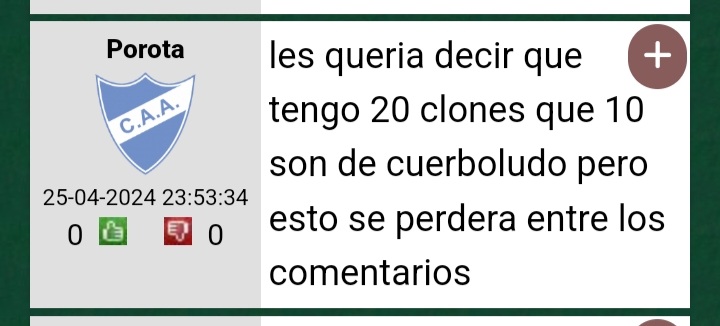 Porota
C.A.A.
25-04-2024 23:53:34
0 0
les queria decir que
tengo 20 clones que 10
son de cuerboludo pero
esto se perdera entre los
comentarios
+